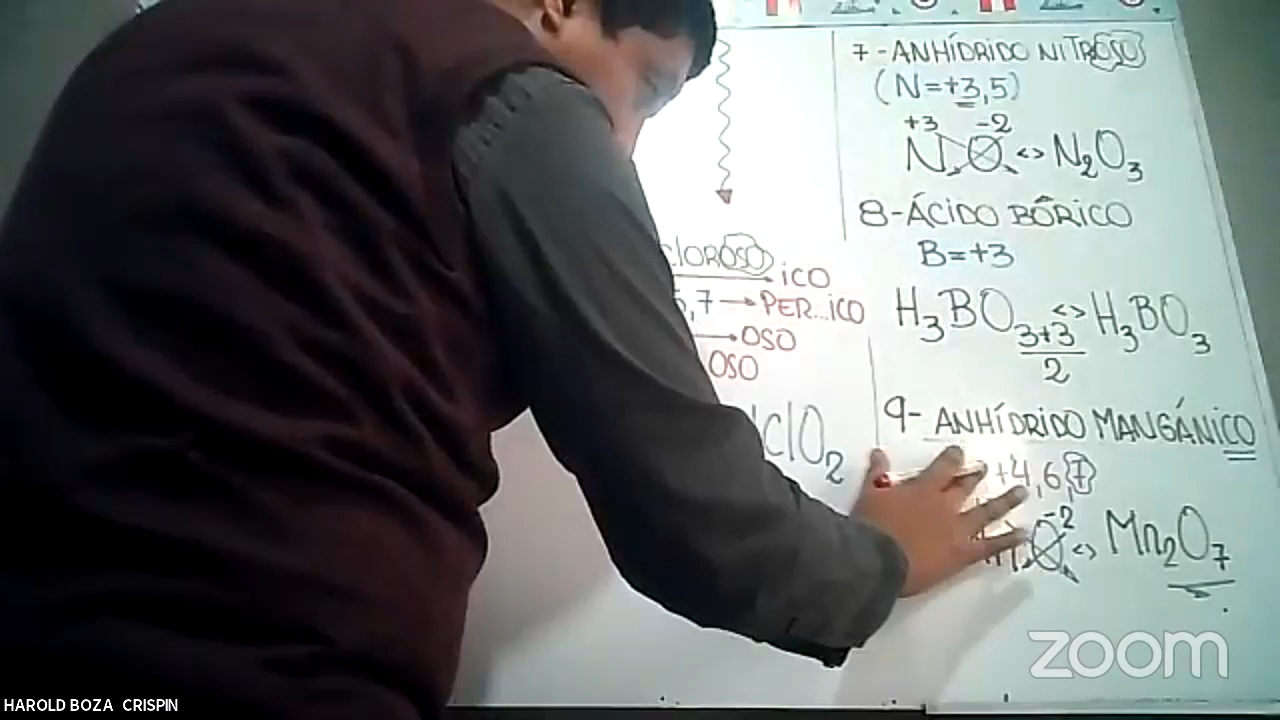 7-ANHÍDRIDO NITROSO
(N=+3,5)
+3 -2
N O <> N₂O₃
8-ÁCIDO BÓRICO
B=+3
H₃BO 3+3/2 <> H₃BO₃
9- ANHÍDRIDO MANGÁNICO
+4,6,7
-2
O <> Mn₂O₇
CLOROSO
ICO
5,7→PER...ICO
→OSO
OSO
ClO₂
zoom
HAROLD BOZA CRISPIN